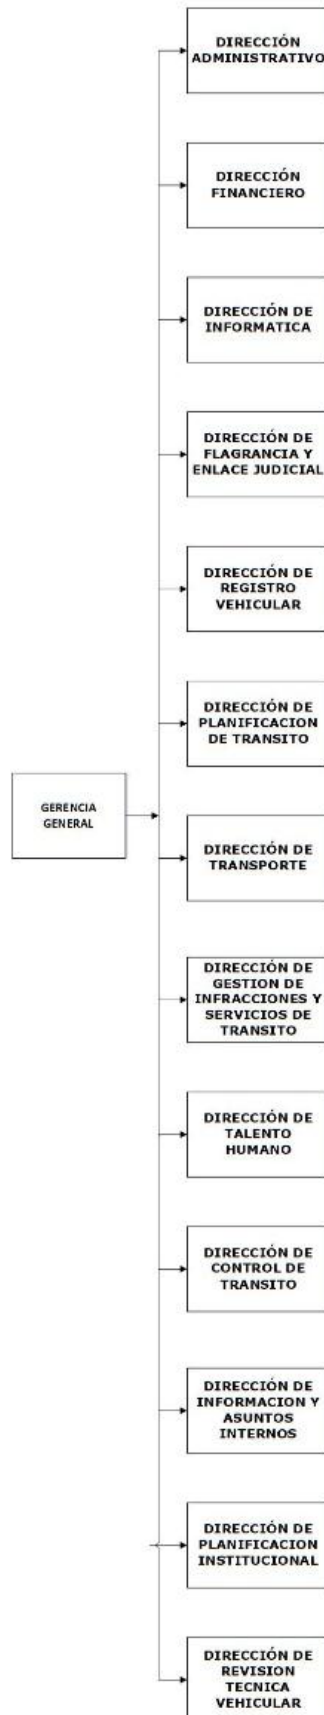 DIRECCIÓN
ADMINISTRATIVO
DIRECCIÓN
FINANCIERO
DIRECCIÓN DE
INFORMATICA
DIRECCIÓN DE
FLAGRANCIA Y
ENLACE JUDICIAL
DIRECCIÓN DE
REGISTRO
VEHICULAR
DIRECCIÓN DE
PLANIFICACION
DE TRANSITO
GERENCIA
GENERAL
DIRECCIÓN DE
TRANSPORTE
DIRECCIÓN DE
GESTION DE
INFRACCIONES Y
SERVICIOS DE
TRANSITO
DIRECCIÓN DE
TALENTO
HUMANO
DIRECCIÓN DE
CONTROL DE
TRANSITO
DIRECCIÓN DE
INFORMACION Y
ASUNTOS
INTERNOS
DIRECCIÓN DE
PLANIFICACION
INSTITUCIONAL
DIRECCIÓN DE
REVISION
TECNICA
VEHICULAR